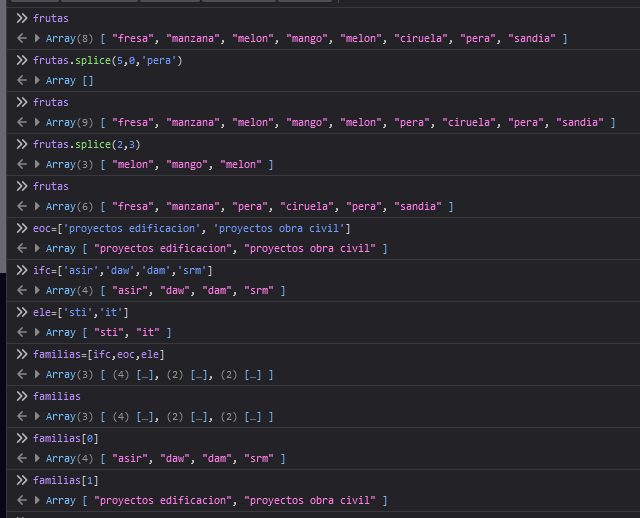 frutas
Array(8) [ "fresa", "manzana", "melon", "mango", "melon", "ciruela", "pera", "sandia" ]
frutas.splice(5,0,'pera')
Array []
frutas
Array(9) [ "fresa", "manzana", "melon", "mango", "melon", "pera", "ciruela", "pera", "sandia" ]
frutas.splice(2,3)
Array(3) [ "melon", "mango", "melon" ]
frutas
Array(6) [ "fresa", "manzana", "pera", "ciruela", "pera", "sandia" ]
eoc=['proyectos edificacion', 'proyectos obra civil']
Array [ "proyectos edificacion", "proyectos obra civil" ]
ifc=['asir','daw','dam','srm']
Array(4) [ "asir", "daw", "dam", "srm" ]
ele=['sti','it']
Array [ "sti", "it" ]
familias=[ifc,eoc,ele]
Array(3) [ (4) […], (2) […], (2) […] ]
familias
Array(3) [ (4) […], (2) […], (2) […] ]
familias[0]
Array(4) [ "asir", "daw", "dam", "srm" ]
familias[1]
Array [ "proyectos edificacion", "proyectos obra civil" ]